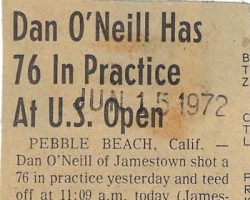 Dan O'Neill Has
76 In Practice
At U.S. Open
JUN 15 1972
PEBBLE BEACH, Calif. —
Dan O'Neill of Jamestown shot a
76 in practice yesterday and teed
off at 11:09 a.m. today (James-